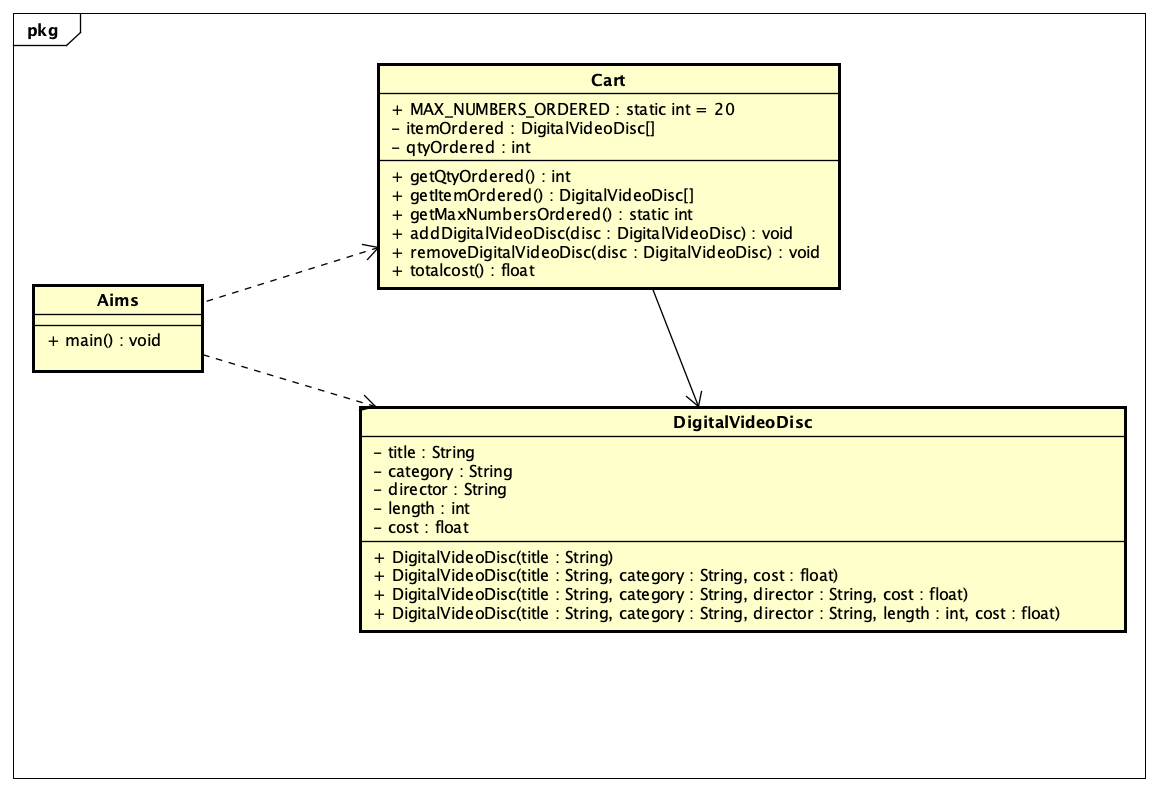 pkg
Cart
+ MAX_NUMBERS_ORDERED : static int = 20
- itemOrdered : DigitalVideoDisc[]
- qtyOrdered : int
+ getQtyOrdered() : int
+ getItemOrdered() : DigitalVideoDisc[]
+ getMaxNumbersOrdered() : static int
+ addDigitalVideoDisc(disc : DigitalVideoDisc) : void
+ removeDigitalVideoDisc(disc : DigitalVideoDisc) : void
+ totalcost() : float
Aims
+ main() : void
DigitalVideoDisc
- title : String
- category : String
- director : String
- length : int
- cost : float
+ DigitalVideoDisc(title : String)
+ DigitalVideoDisc(title : String, category : String, cost : float)
+ DigitalVideoDisc(title : String, category : String, director : String, cost : float)
+ DigitalVideoDisc(title : String, category : String, director : String, length : int, cost : float)